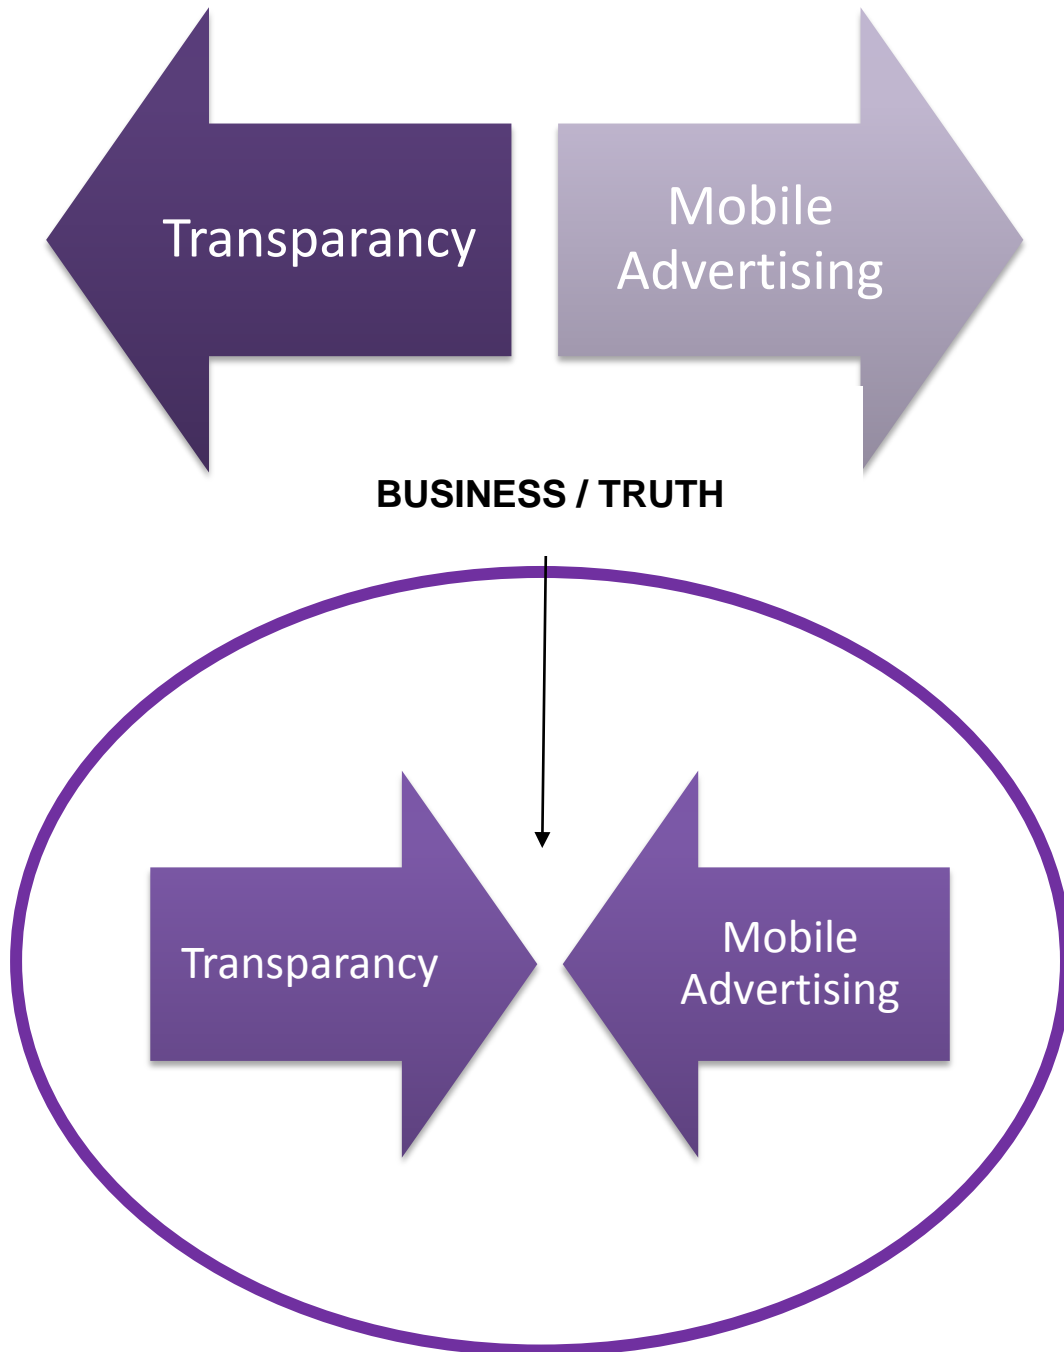 Transparancy
Mobile
Advertising
BUSINESS / TRUTH
Transparancy
Mobile
Advertising